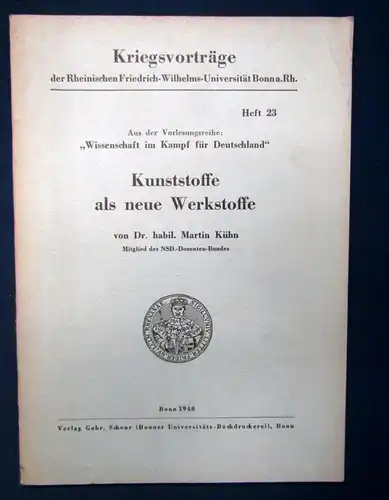 Kriegsvorträge
der Rheinischen Friedrich-Wilhelms-Universität Bonn a. Rh.
Heft 23
Aus der Vorlesungsreihe:
„Wissenschaft im Kampf für Deutschland“
Kunststoffe
als neue Werkstoffe
von Dr. habil. Martin Kühn
Mitglied des NSD.-Dozenten-Bundes
Bonn 1940
Verlag Gebr. Scheur (Bonner Universitäts-Buchdruckerei), Bonn